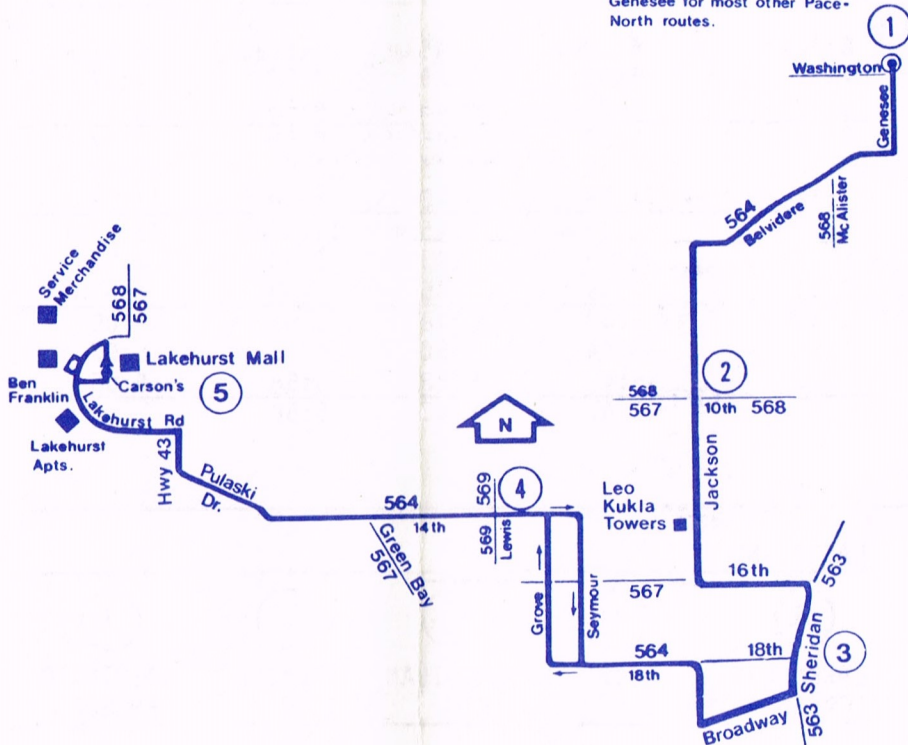 Genesee for most other Pace-
North routes.
1
Washington
Genesee
564
Belvidere
568
McAlister
Service
Merchandise
568
567
Lakehurst Mall
Ben
Franklin
Carson's
5
Lakehurst Rd
Lakehurst
Apts.
Hwy 43
Pulaski
Dr.
N
2
568
567
10th 568
Jackson
Leo
Kukla
Towers
564
14th
569
569
Lewis
4
Green Bay
567
Grove
Seymour
567
16th
563
564
18th
18th
Sheridan
3
Broadway
563